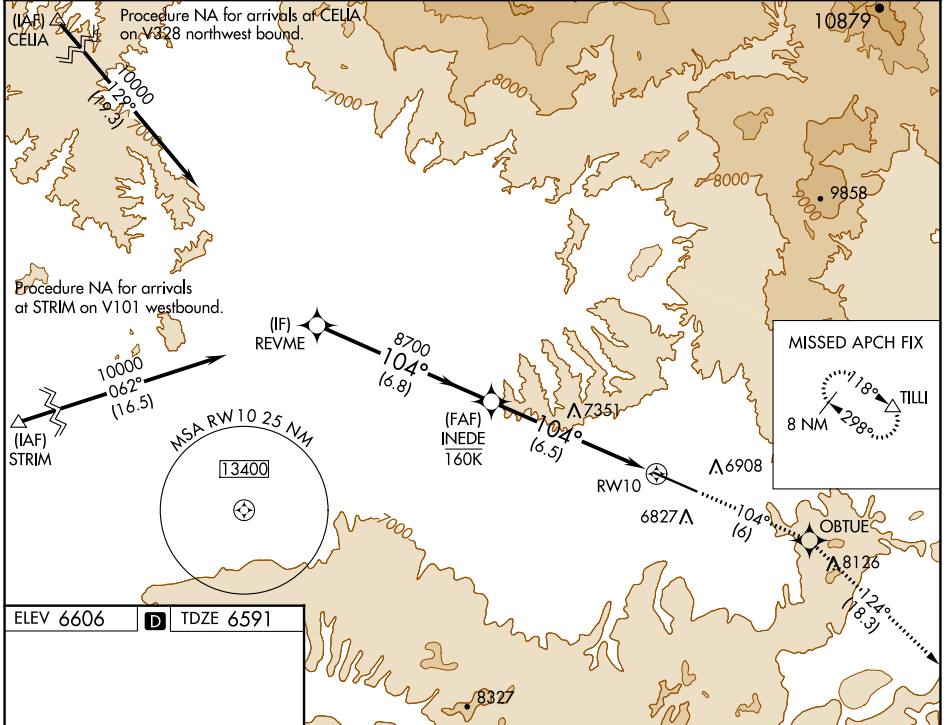 (IAF)
CELIA
Procedure NA for arrivals at CELIA
on V328 northwest bound.
10879
10000
129°
(19.3)
7000
7000
8000
8000
9858
9000
Procedure NA for arrivals
at STRIM on V101 westbound.
(IF)
REVME
8700
104°
(6.8)
10000
062°
(16.5)
(IAF)
STRIM
MISSED APCH FIX
118°
TILLI
8 NM
298°
(FAF)
INEDE
160K
7351
104°
(6.5)
MSA RW10 25 NM
13400
RW10
6908
6827
104°
(6)
OBTUE
8126
7000
124°
(18.3)
ELEV 6606
D
TDZE 6591
8327